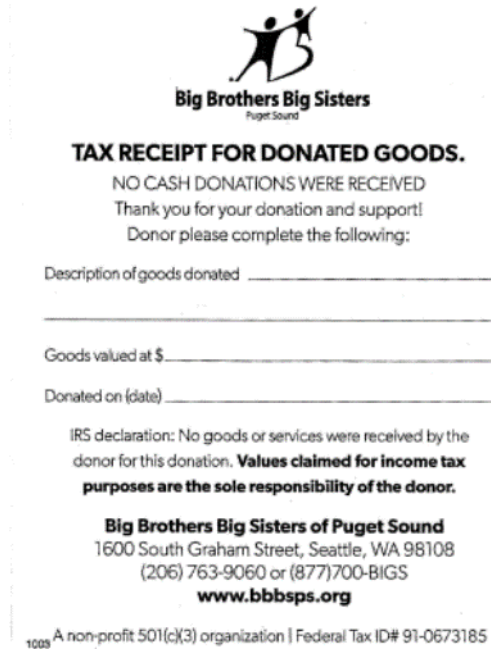 Big Brothers Big Sisters
Puget Sound
TAX RECEIPT FOR DONATED GOODS.
NO CASH DONATIONS WERE RECEIVED
Thank you for your donation and support!
Donor please complete the following:
Description of goods donated
Goods valued at $
Donated on (date)
IRS declaration: No goods or services were received by the
donor for this donation. Values claimed for income tax
purposes are the sole responsibility of the donor.
Big Brothers Big Sisters of Puget Sound
1600 South Graham Street, Seattle, WA 98108
(206) 763-9060 or (877)700-BIGS
www.bbbsps.org
1003 A non-profit 501(c)(3) organization | Federal Tax ID# 91-0673185